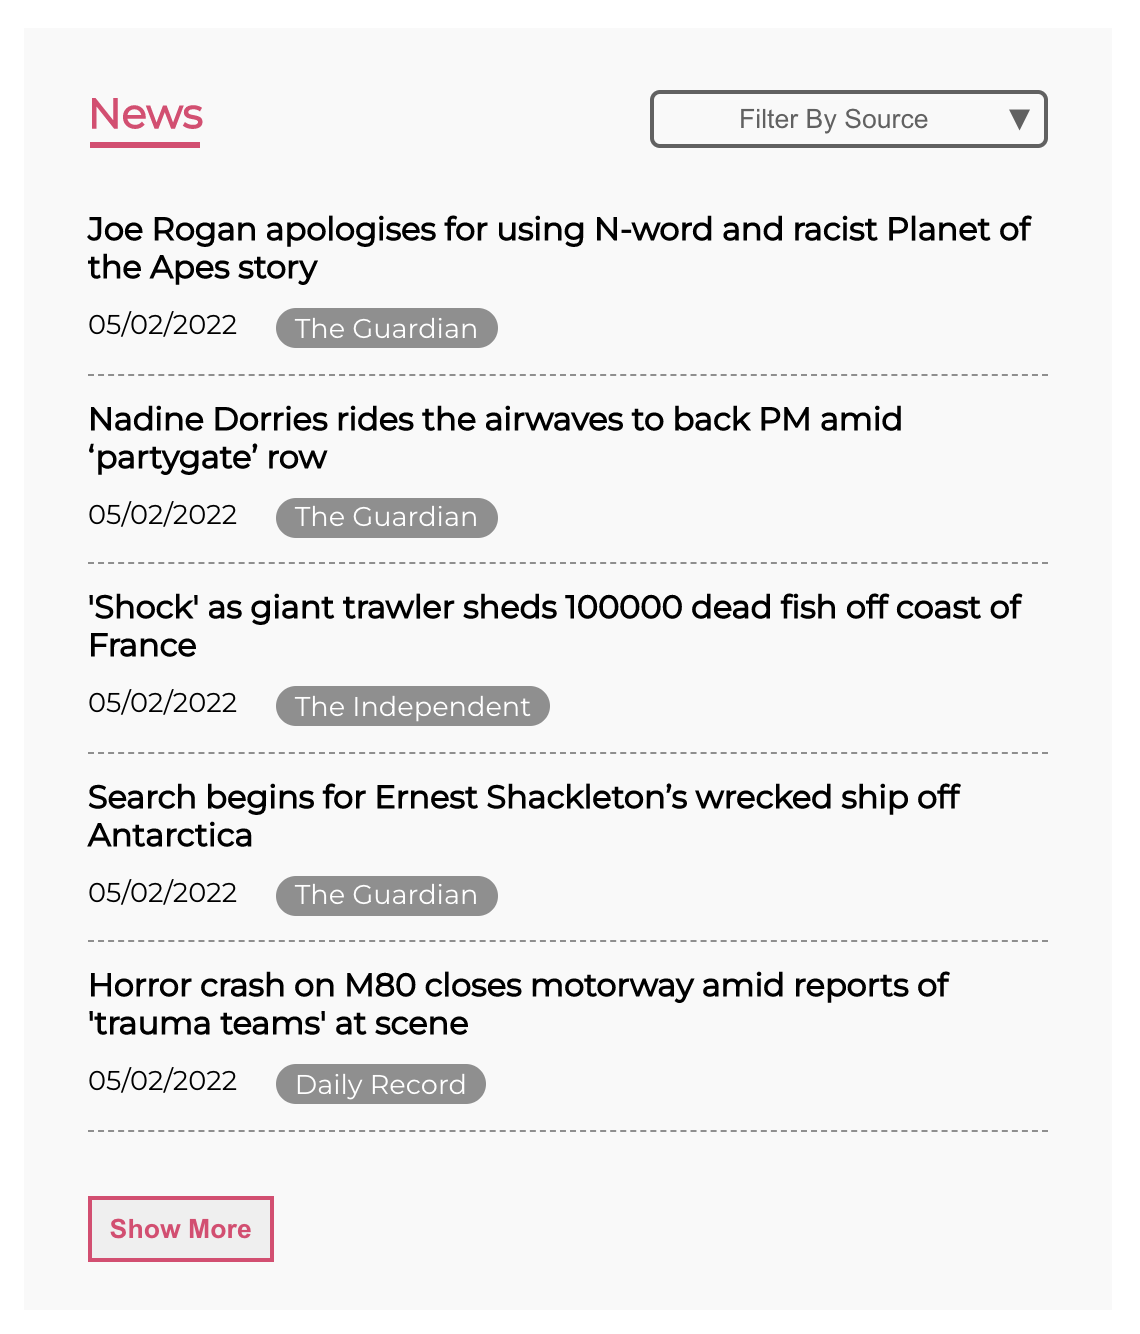 News
Filter By Source ▼
Joe Rogan apologises for using N-word and racist Planet of
the Apes story
05/02/2022 The Guardian
Nadine Dorries rides the airwaves to back PM amid
‘partygate’ row
05/02/2022 The Guardian
'Shock' as giant trawler sheds 100000 dead fish off coast of
France
05/02/2022 The Independent
Search begins for Ernest Shackleton’s wrecked ship off
Antarctica
05/02/2022 The Guardian
Horror crash on M80 closes motorway amid reports of
'trauma teams' at scene
05/02/2022 Daily Record
Show More